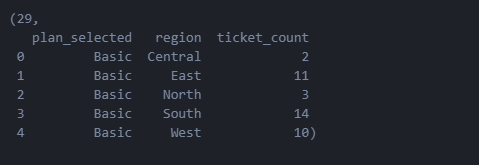 (29,
plan_selected region ticket_count
0 Basic Central 2
1 Basic East 11
2 Basic North 3
3 Basic South 14
4 Basic West 10)